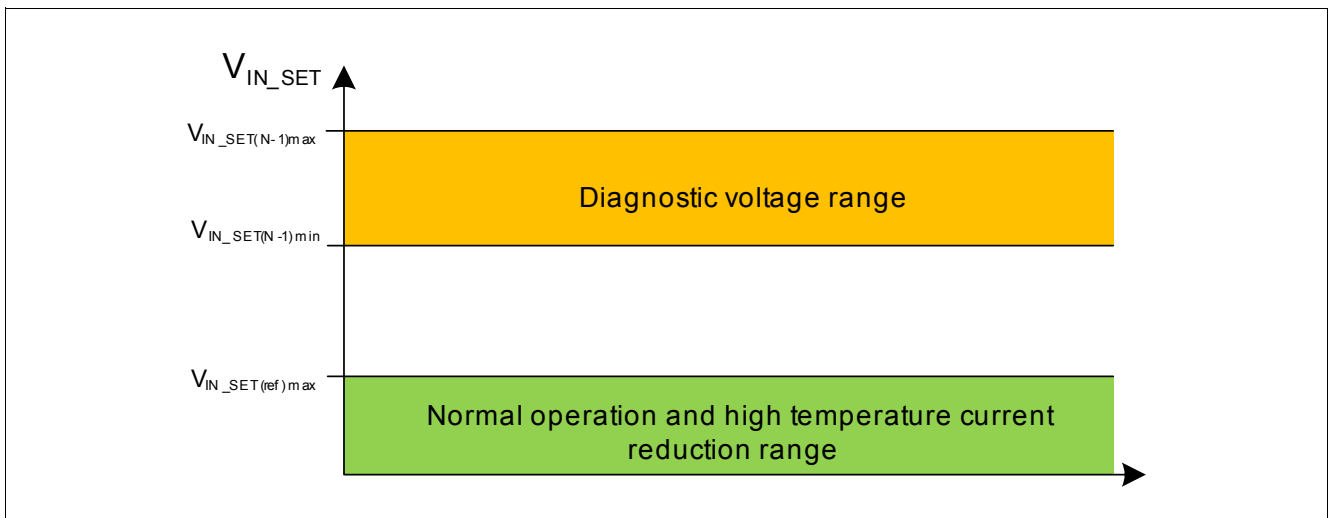 VIN_SET
VIN_SET(N-1)max
Diagnostic voltage range
VIN_SET(N-1)min
VIN_SET(ref)max
Normal operation and high temperature current
reduction range